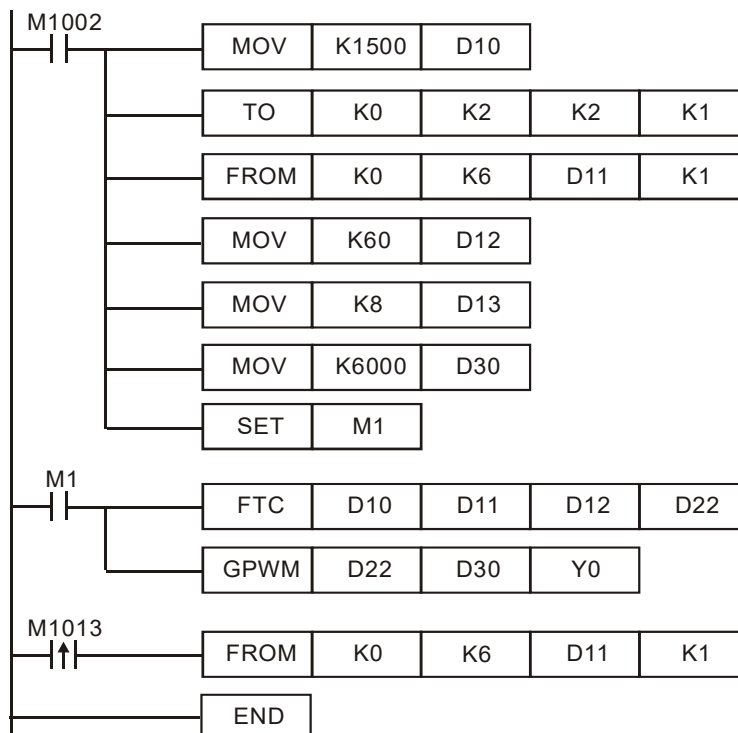 M1002
MOV K1500 D10
TO K0 K2 K2 K1
FROM K0 K6 D11 K1
MOV K60 D12
MOV K8 D13
MOV K6000 D30
SET M1
M1
FTC D10 D11 D12 D22
GPWM D22 D30 Y0
M1013
FROM K0 K6 D11 K1
END